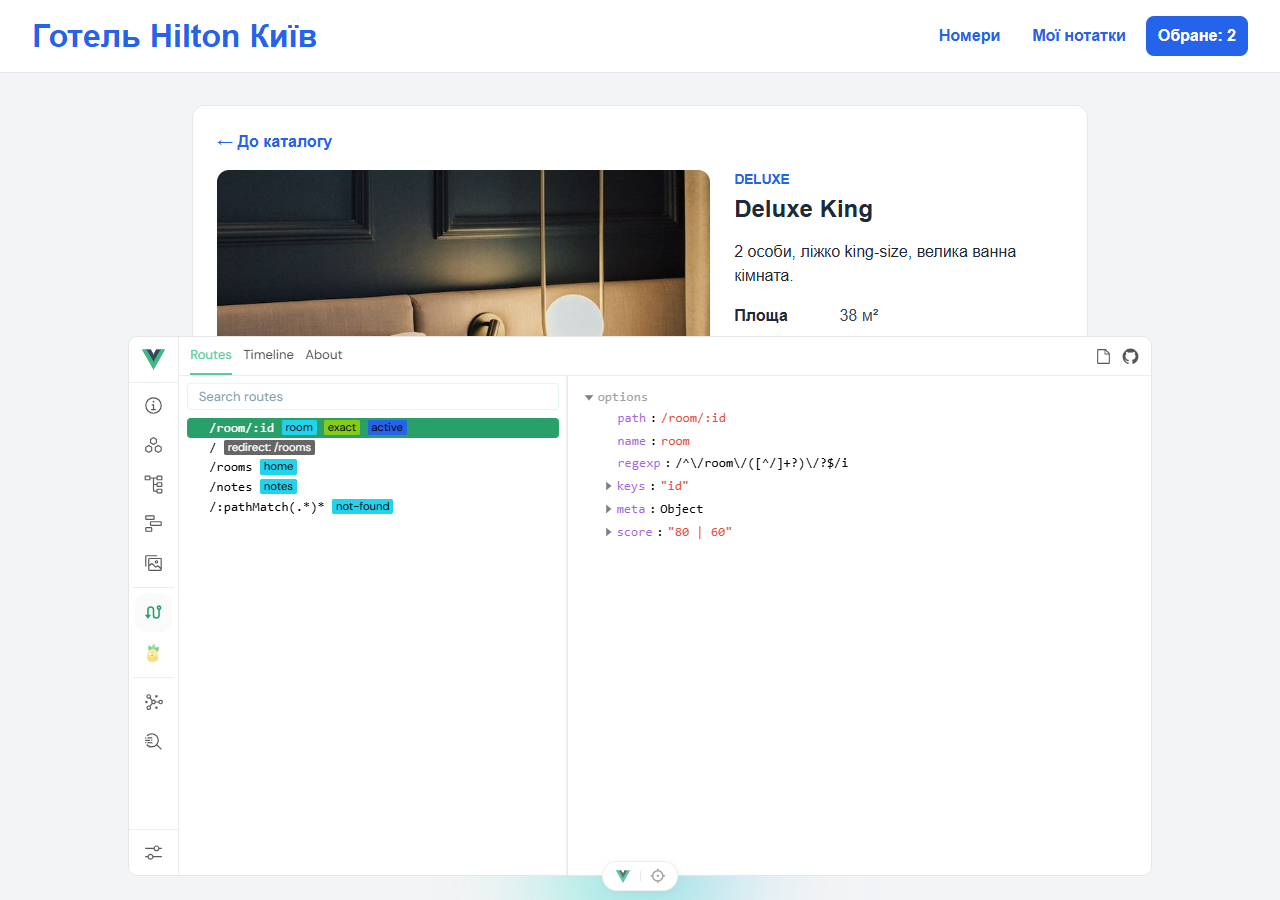 Готель Hilton Київ
Номери Мої нотатки Обране: 2
← До каталогу
DELUXE
Deluxe King
2 особи, ліжко king-size, велика ванна
кімната.
Площа 38 м²
Routes Timeline About
Search routes
/room/:id room exact active
/ redirect: /rooms
/rooms home
/notes notes
/:pathMatch(.*)* not-found
options
path : /room/:id
name : room
regexp : /^\/room\/([^/]+?)\/?$/i
keys : "id"
meta : Object
score : "80 | 60"